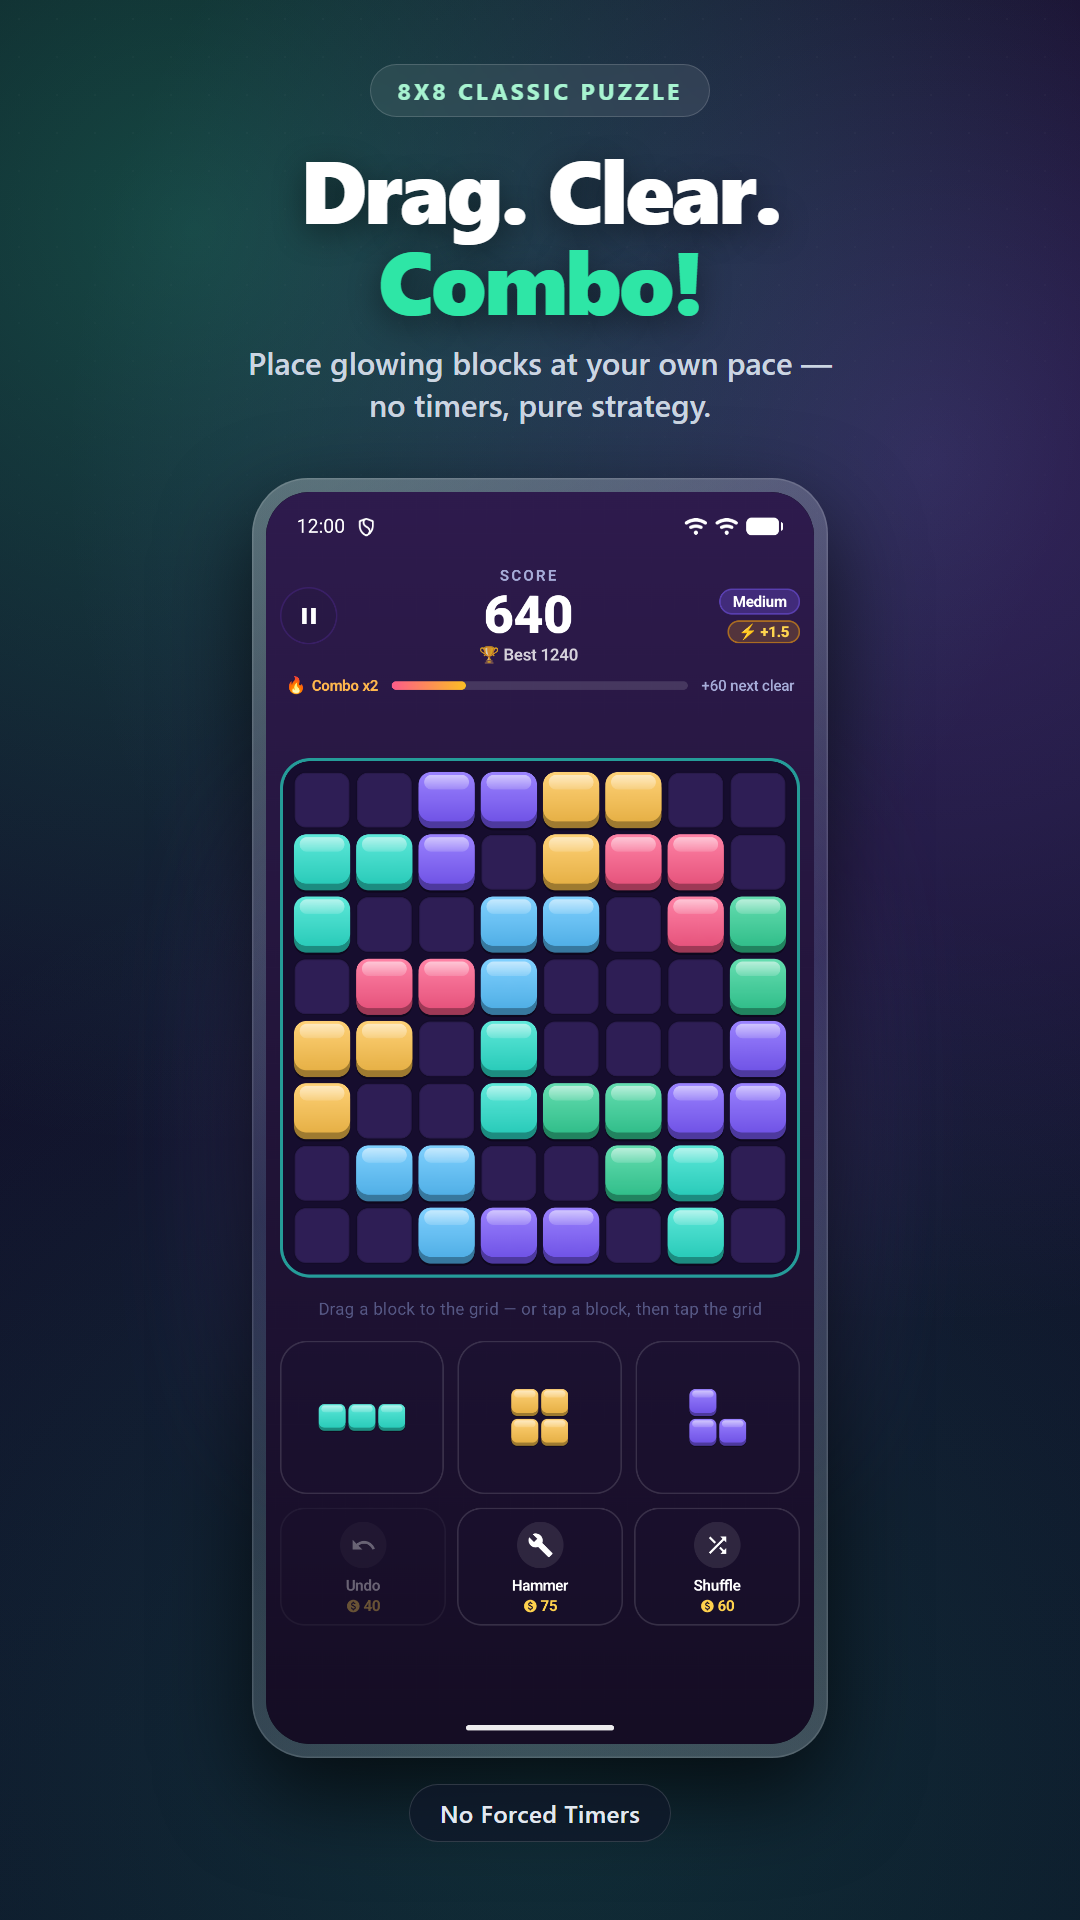 8X8 CLASSIC PUZZLE
Drag. Clear.
Combo!
Place glowing blocks at your own pace —
no timers, pure strategy.
12:00
SCORE
640
🏆 Best 1240
Medium
⚡ +1.5
🔥 Combo x2
+60 next clear
Drag a block to the grid — or tap a block, then tap the grid
Undo
$ 40
Hammer
$ 75
Shuffle
$ 60
No Forced Timers